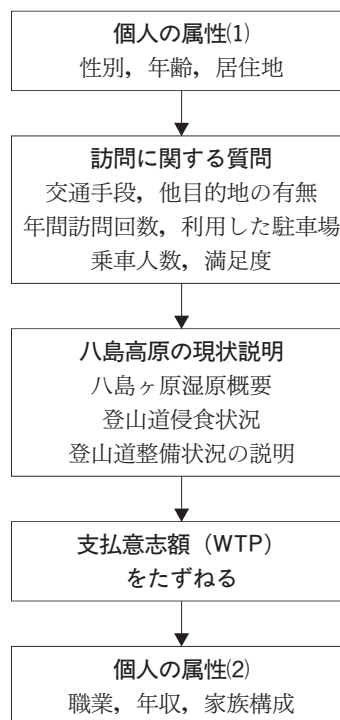 個人の属性(1)
性別，年齢，居住地
訪問に関する質問
交通手段，他目的地の有無
年間訪問回数，利用した駐車場
乗車人数，満足度
八島高原の現状説明
八島ヶ原湿原概要
登山道侵食状況
登山道整備状況の説明
支払意志額（WTP）
をたずねる
個人の属性(2)
職業，年収，家族構成